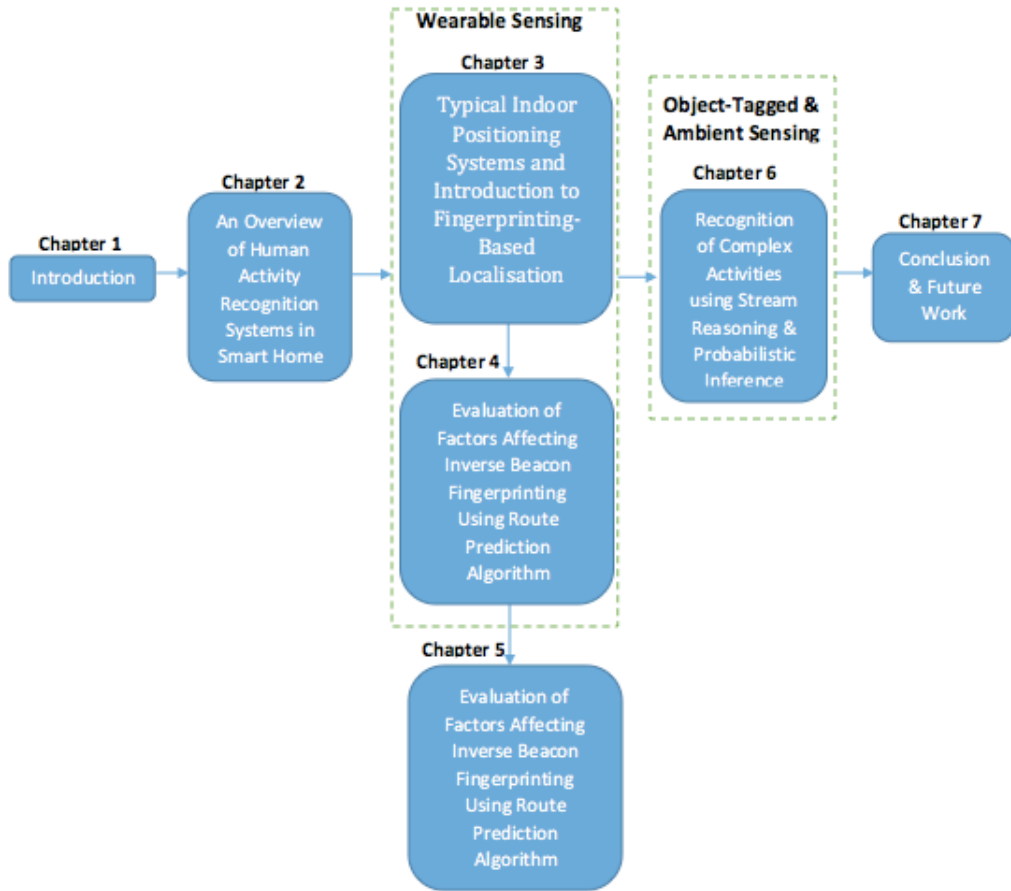 Chapter 1
Introduction
Chapter 2
An Overview
of Human
Activity
Recognition
Systems in
Smart Home
Wearable Sensing
Chapter 3
Typical Indoor
Positioning
Systems and
Introduction to
Fingerprinting-
Based
Localisation
Chapter 4
Evaluation of
Factors Affecting
Inverse Beacon
Fingerprinting
Using Route
Prediction
Algorithm
Chapter 5
Evaluation of
Factors Affecting
Inverse Beacon
Fingerprinting
Using Route
Prediction
Algorithm
Object-Tagged &
Ambient Sensing
Chapter 6
Recognition
of Complex
Activities
using Stream
Reasoning &
Probabilistic
Inference
Chapter 7
Conclusion
& Future
Work